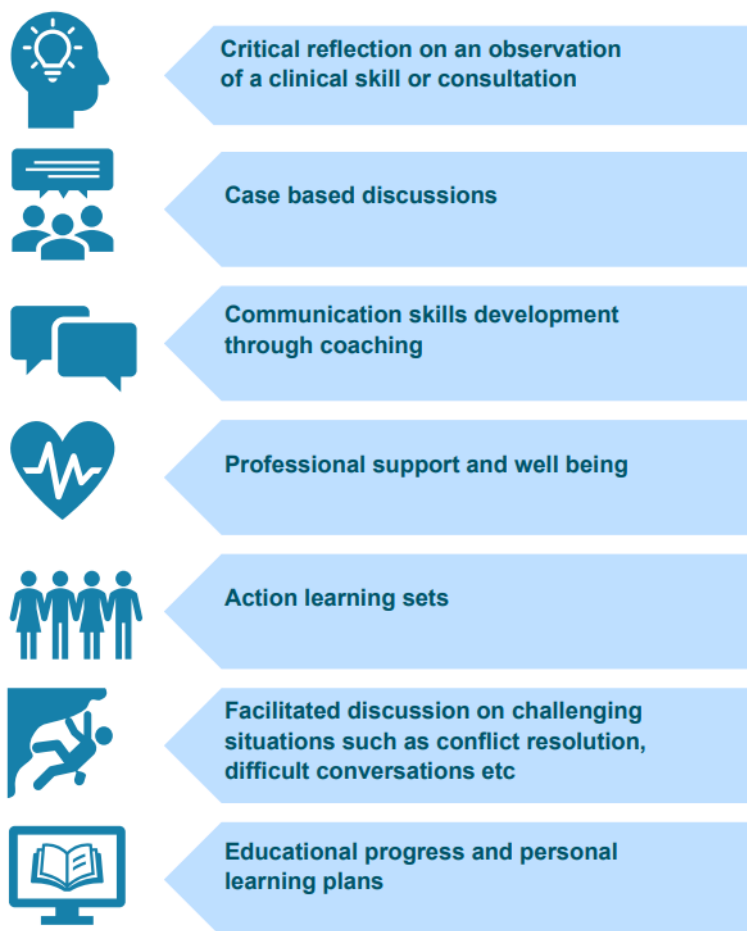 Critical reflection on an observation
of a clinical skill or consultation
Case based discussions
Communication skills development
through coaching
Professional support and well being
Action learning sets
Facilitated discussion on challenging
situations such as conflict resolution,
difficult conversations etc
Educational progress and personal
learning plans